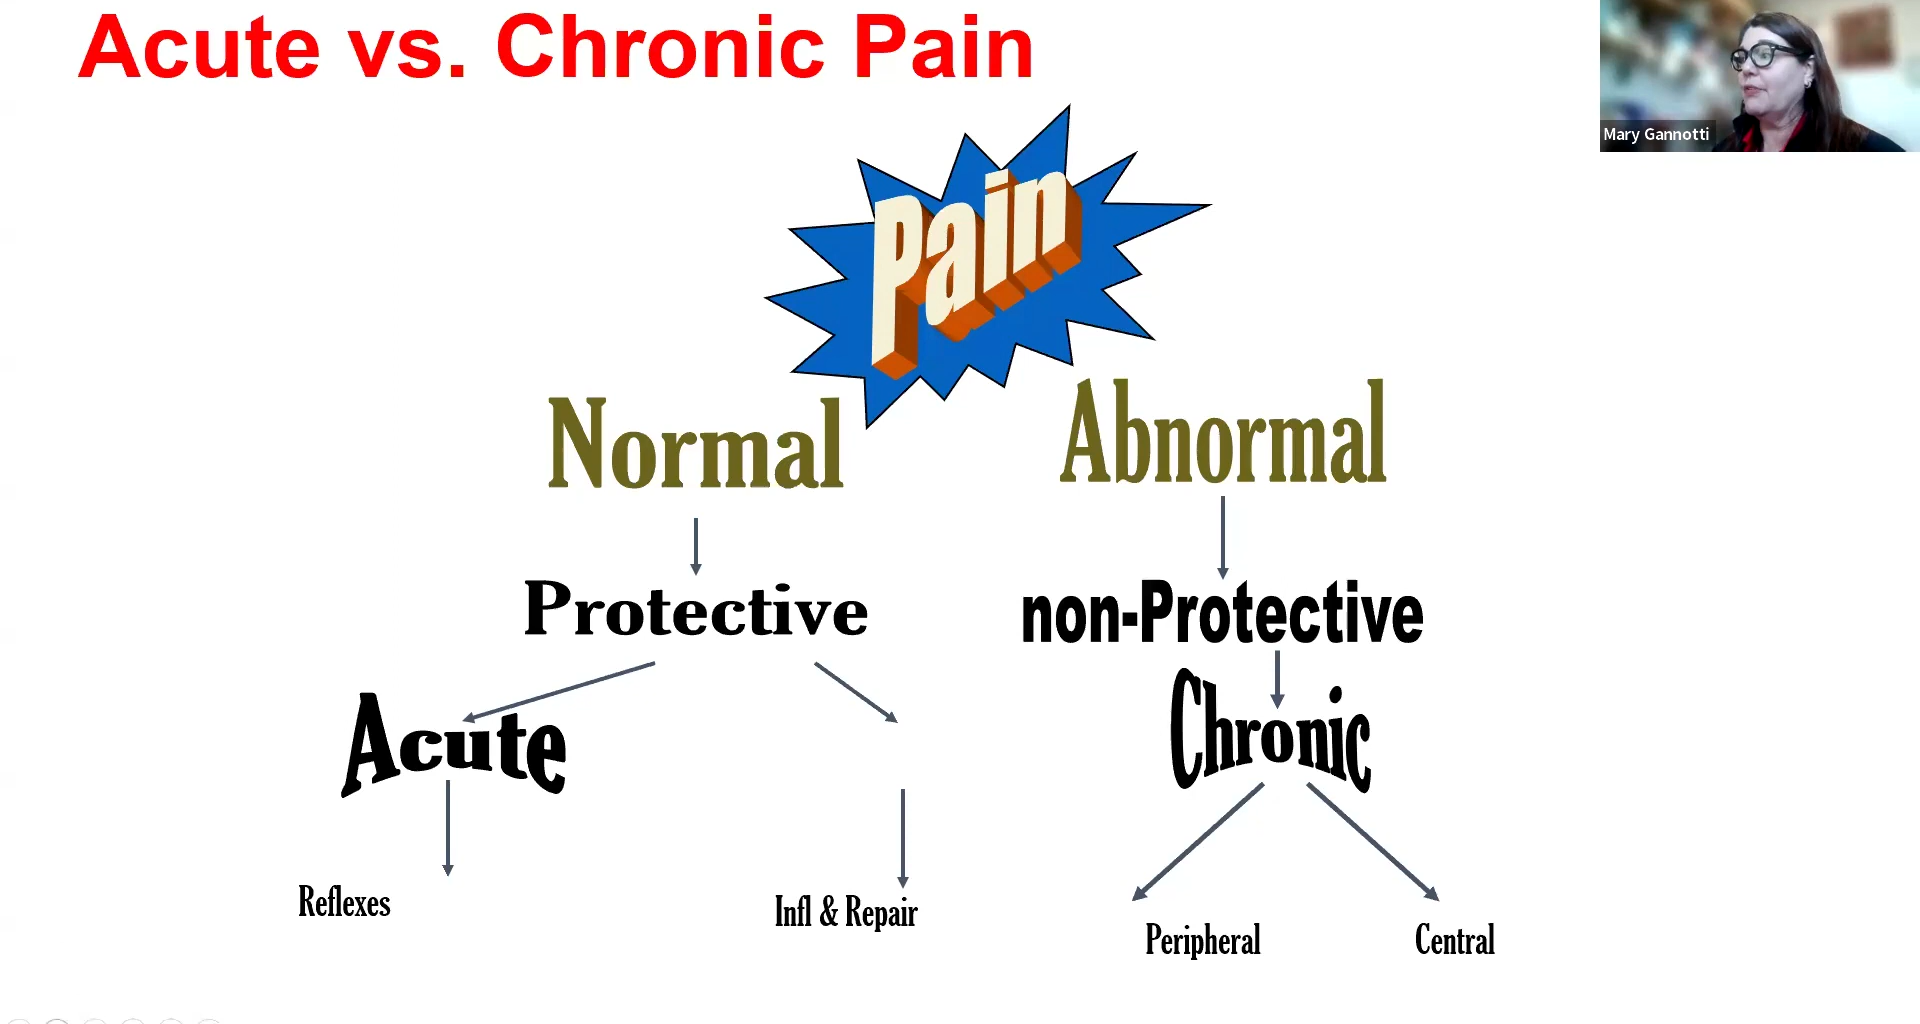 Acute vs. Chronic Pain
Mary Gannotti
Pain
Normal
Abnormal
Protective
non-Protective
Acute
Chronic
Reflexes
Infl & Repair
Peripheral
Central